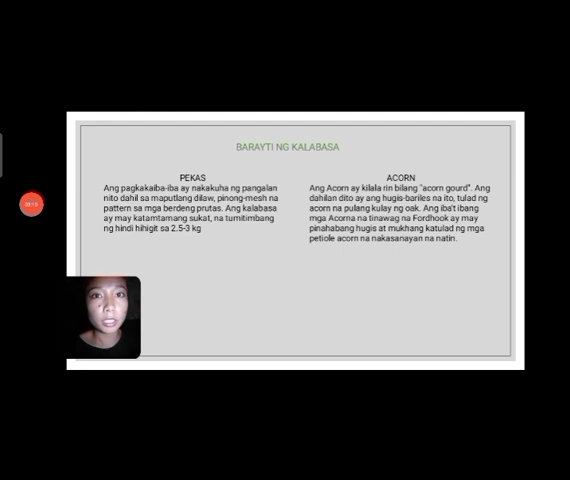 BARAYTI NG KALABASA
PEKAS
Ang pagkakaiba-iba ay nakakuha ng pangalan
nito dahil sa maputlang dilaw, pinong-mesh na
pattern sa mga berdeng prutas. Ang kalabasa
ay may katamtamang sukat, na tumitimbang
ng hindi hihigit sa 2.5-3 kg
ACORN
Ang Acorn ay kilala rin bilang "acorn gourd". Ang
dahilan dito ay ang hugis-bariles na ito, tulad ng
acorn na pulang kulay ng oak. Ang iba't ibang
mga Acorna na tinawag na Fordhook ay may
pinahabang hugis at mukhang katulad ng mga
petiole acorn na nakasanayan na natin.